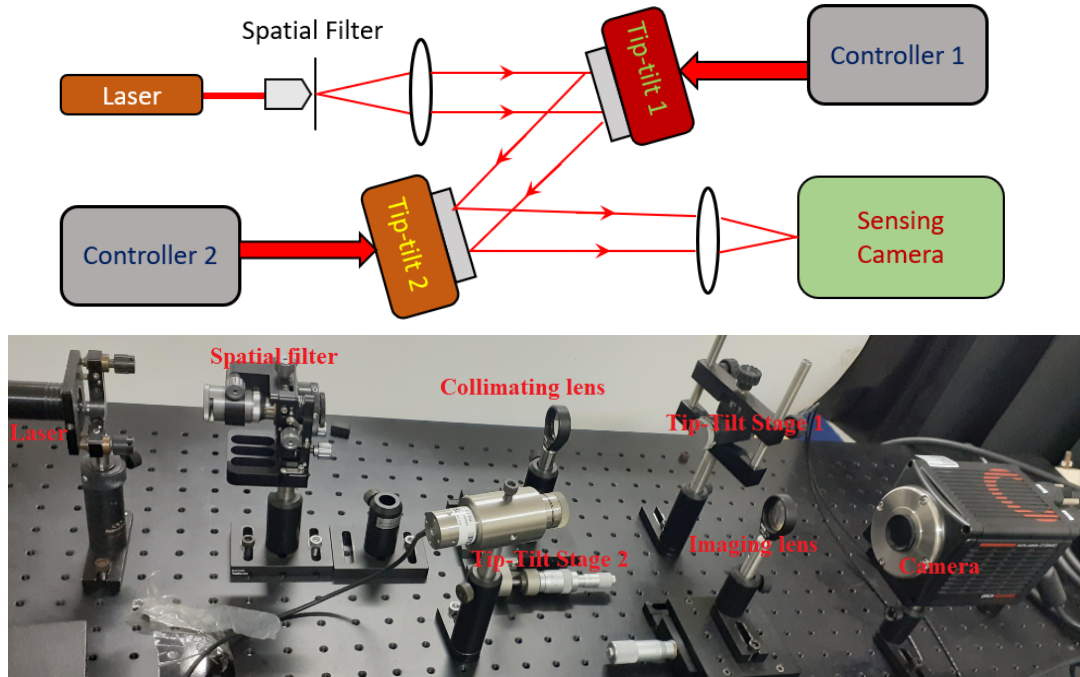 Spatial Filter
Laser
Tip-tilt 1
Controller 1
Controller 2
Tip-tilt 2
Sensing
Camera
Spatial filter
Collimating lens
Laser
Tip-Tilt Stage 1
Imaging lens
Tip-Tilt Stage 2
Camera